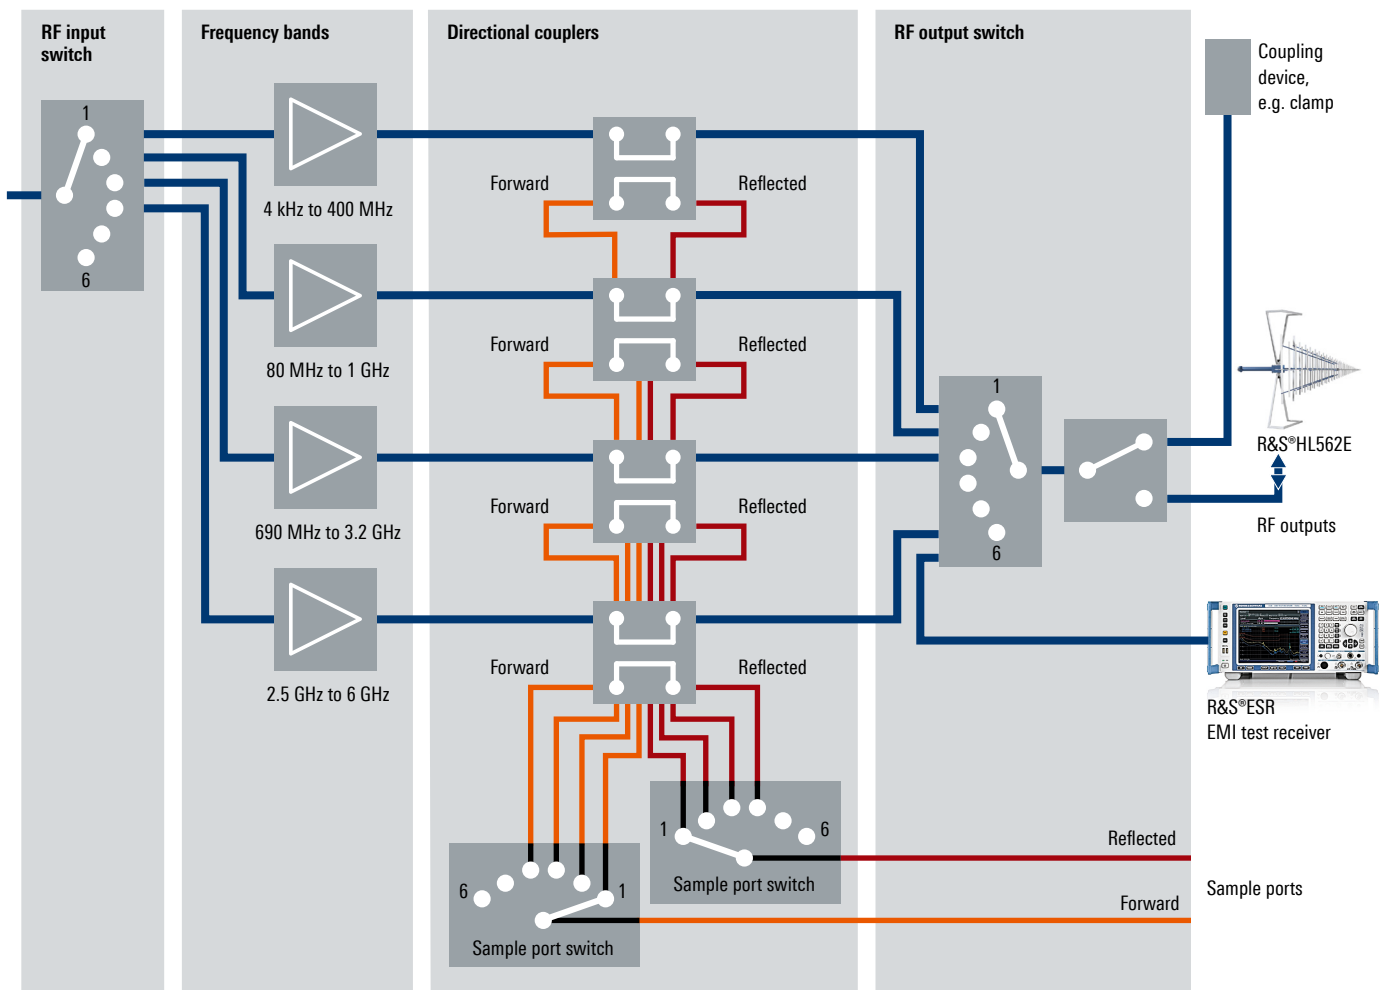 RF input
switch
Frequency bands
Directional couplers
RF output switch
Coupling
device,
e.g. clamp
1
6
4 kHz to 400 MHz
Forward
Reflected
80 MHz to 1 GHz
Forward
Reflected
1
6
R&S®HL562E
RF outputs
690 MHz to 3.2 GHz
Forward
Reflected
2.5 GHz to 6 GHz
Forward
Reflected
R&S®ESR
EMI test receiver
1
6
Sample port switch
Reflected
6
1
Sample port switch
Forward
Sample ports